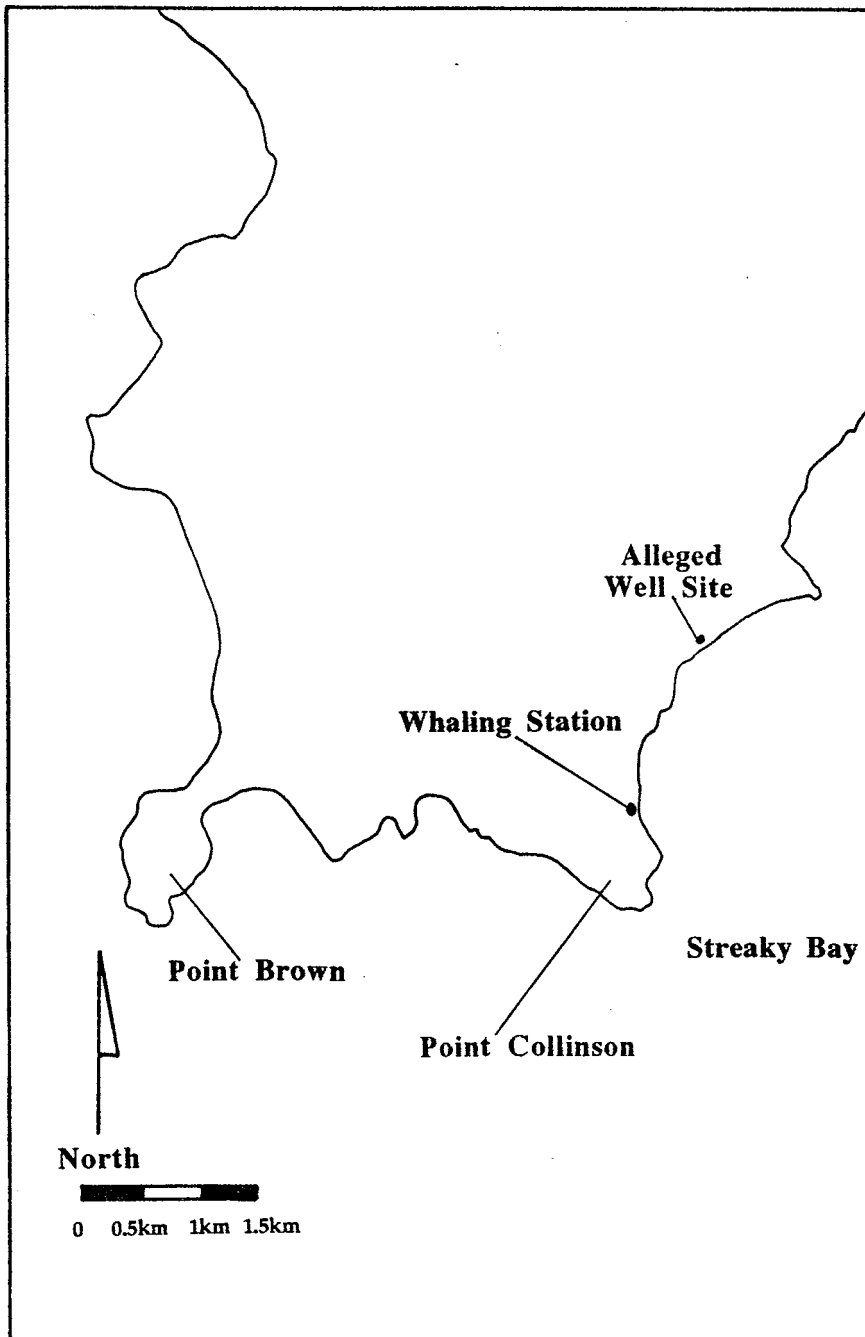 Alleged
Well Site
Whaling Station
Streaky Bay
Point Brown
Point Collinson
North
0 0.5km 1km 1.5km